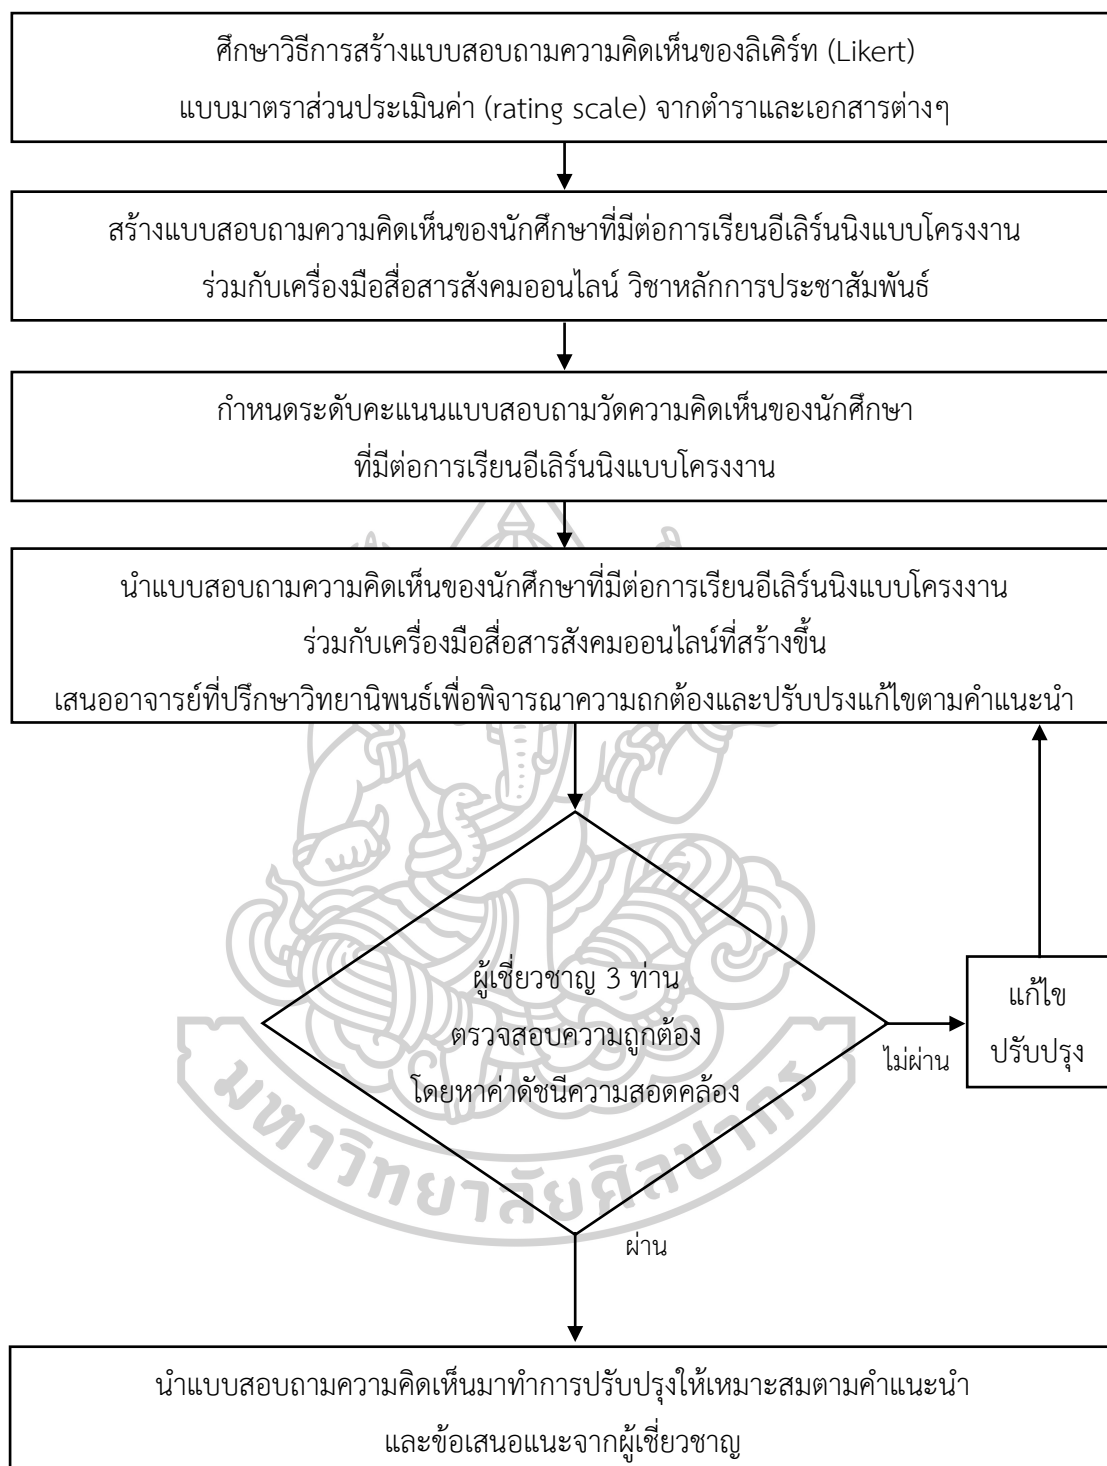 ศึกษาวิธีการสร้างแบบสอบถามความคิดเห็นของลิเคิร์ท (Likert)
แบบมาตราส่วนประเมินค่า (rating scale) จากตำราและเอกสารต่างๆ
สร้างแบบสอบถามความคิดเห็นของนักศึกษาที่มีต่อการเรียนอีเลิร์นนิงแบบโครงงาน
ร่วมกับเครื่องมือสื่อสารสังคมออนไลน์ วิชาหลักการประชาสัมพันธ์
กำหนดระดับคะแนนแบบสอบถามวัดความคิดเห็นของนักศึกษา
ที่มีต่อการเรียนอีเลิร์นนิงแบบโครงงาน
นำแบบสอบถามความคิดเห็นของนักศึกษาที่มีต่อการเรียนอีเลิร์นนิงแบบโครงงาน
ร่วมกับเครื่องมือสื่อสารสังคมออนไลน์ที่สร้างขึ้น
เสนออาจารย์ที่ปรึกษาวิทยานิพนธ์เพื่อพิจารณาความถกต้องและปรับปรงแก้ไขตามคำแนะนำ
ผู้เชี่ยวชาญ 3 ท่าน
ตรวจสอบความถูกต้อง
โดยหาค่าดัชนีความสอดคล้อง
ไม่ผ่าน
แก้ไข
ปรับปรุง
มหาวิทยาลัยศิลปากร
ผ่าน
นำแบบสอบถามความคิดเห็นมาทำการปรับปรุงให้เหมาะสมตามคำแนะนำ
และข้อเสนอแนะจากผู้เชี่ยวชาญ